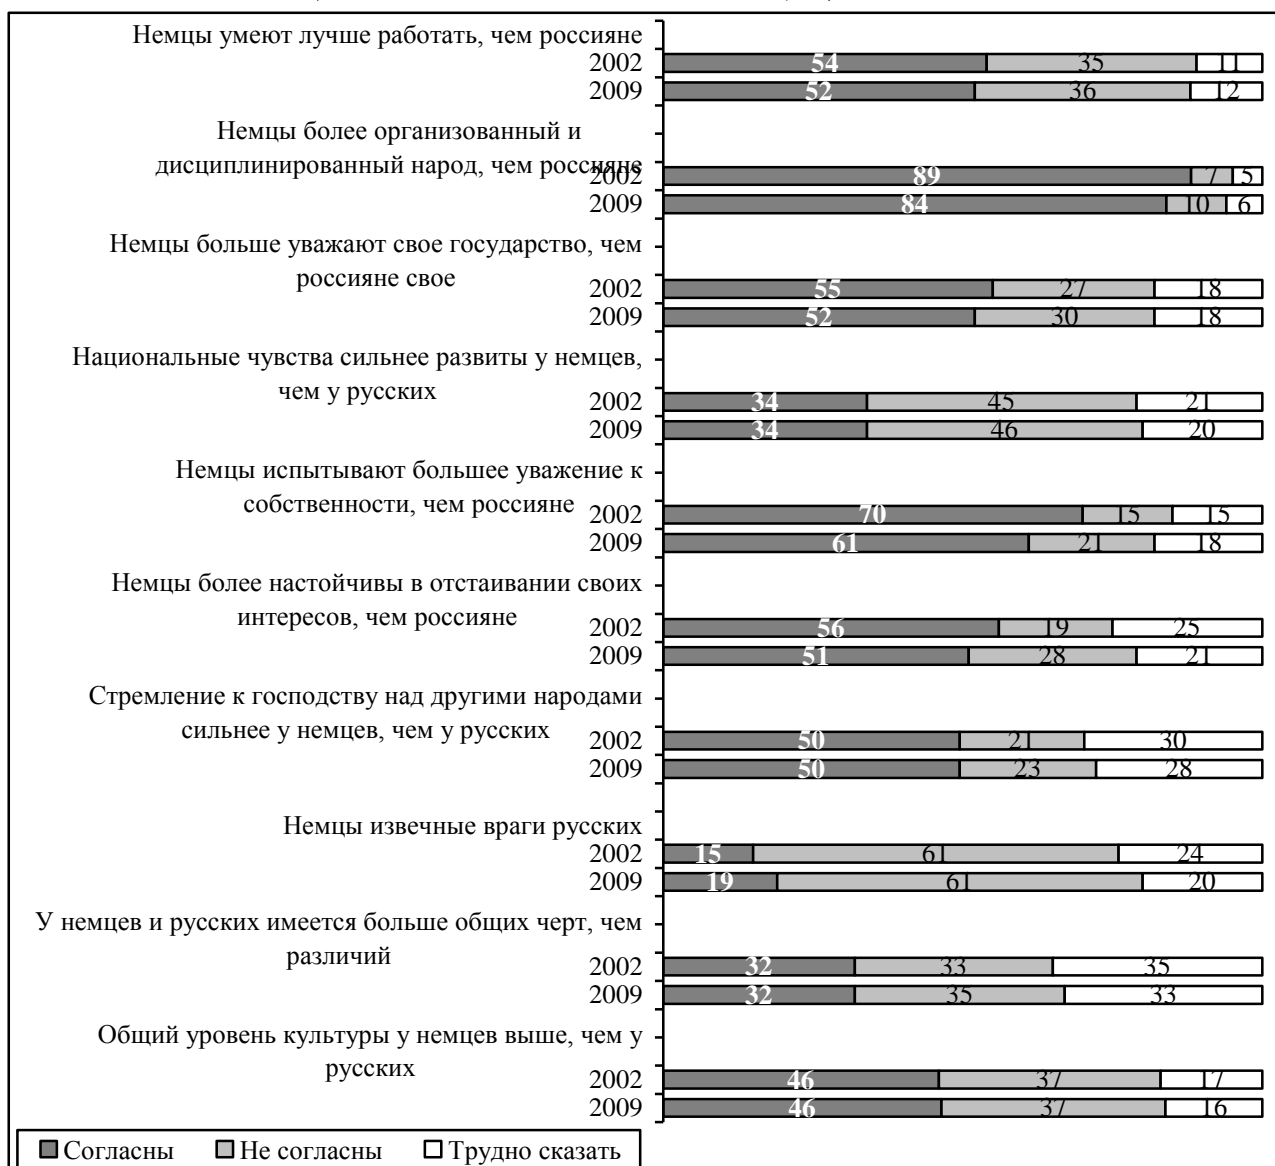 Немцы умеют лучше работать, чем россияне
2002 54 35 11
2009 52 36 12
Немцы более организованный и
дисциплинированный народ, чем россияне
2002 89 7 5
2009 84 10 6
Немцы больше уважают свое государство, чем
россияне свое
2002 55 27 18
2009 52 30 18
Национальные чувства сильнее развиты у немцев,
чем у русских
2002 34 45 21
2009 34 46 20
Немцы испытывают большее уважение к
собственности, чем россияне
2002 70 15 15
2009 61 21 18
Немцы более настойчивы в отстаивании своих
интересов, чем россияне
2002 56 19 25
2009 51 28 21
Стремление к господству над другими народами
сильнее у немцев, чем у русских
2002 50 21 30
2009 50 23 28
Немцы извечные враги русских
2002 15 61 24
2009 19 61 20
У немцев и русских имеется больше общих черт, чем
различий
2002 32 33 35
2009 32 35 33
Общий уровень культуры у немцев выше, чем у
русских
2002 46 37 17
2009 46 37 16
Согласны Не согласны Трудно сказать